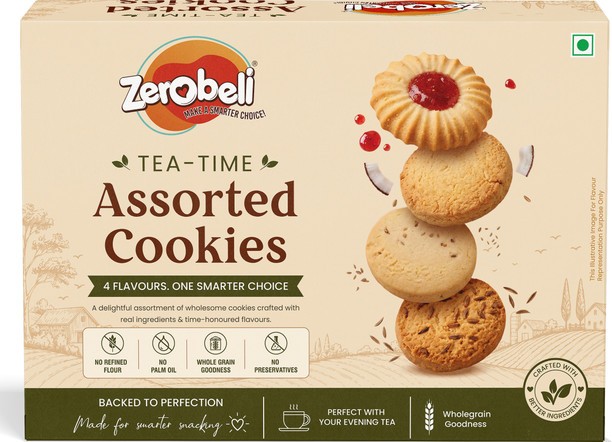 Assorted
TEA-TIME
ZerObeli
ZerObeli®
MAKE A SMARTER CHOICE!
TEA-TIME
Assorted
Cookies
4 FLAVOURS. ONE SMARTER CHOICE
A delightful assortment of wholesome cookies crafted with
real ingredients & time-honoured flavours.
NO REFINED
FLOUR
NO
PALM OIL
WHOLE GRAIN
GOODNESS
NO
PRESERVATIVES
BACKED TO PERFECTION
Made for smarter snacking
PERFECT WITH
YOUR EVENING TEA
Wholegrain
Goodness
CRAFTED WITH
BETTER INGREDIENTS
This Illustrative Image For Flavour
Representation Purpose Only